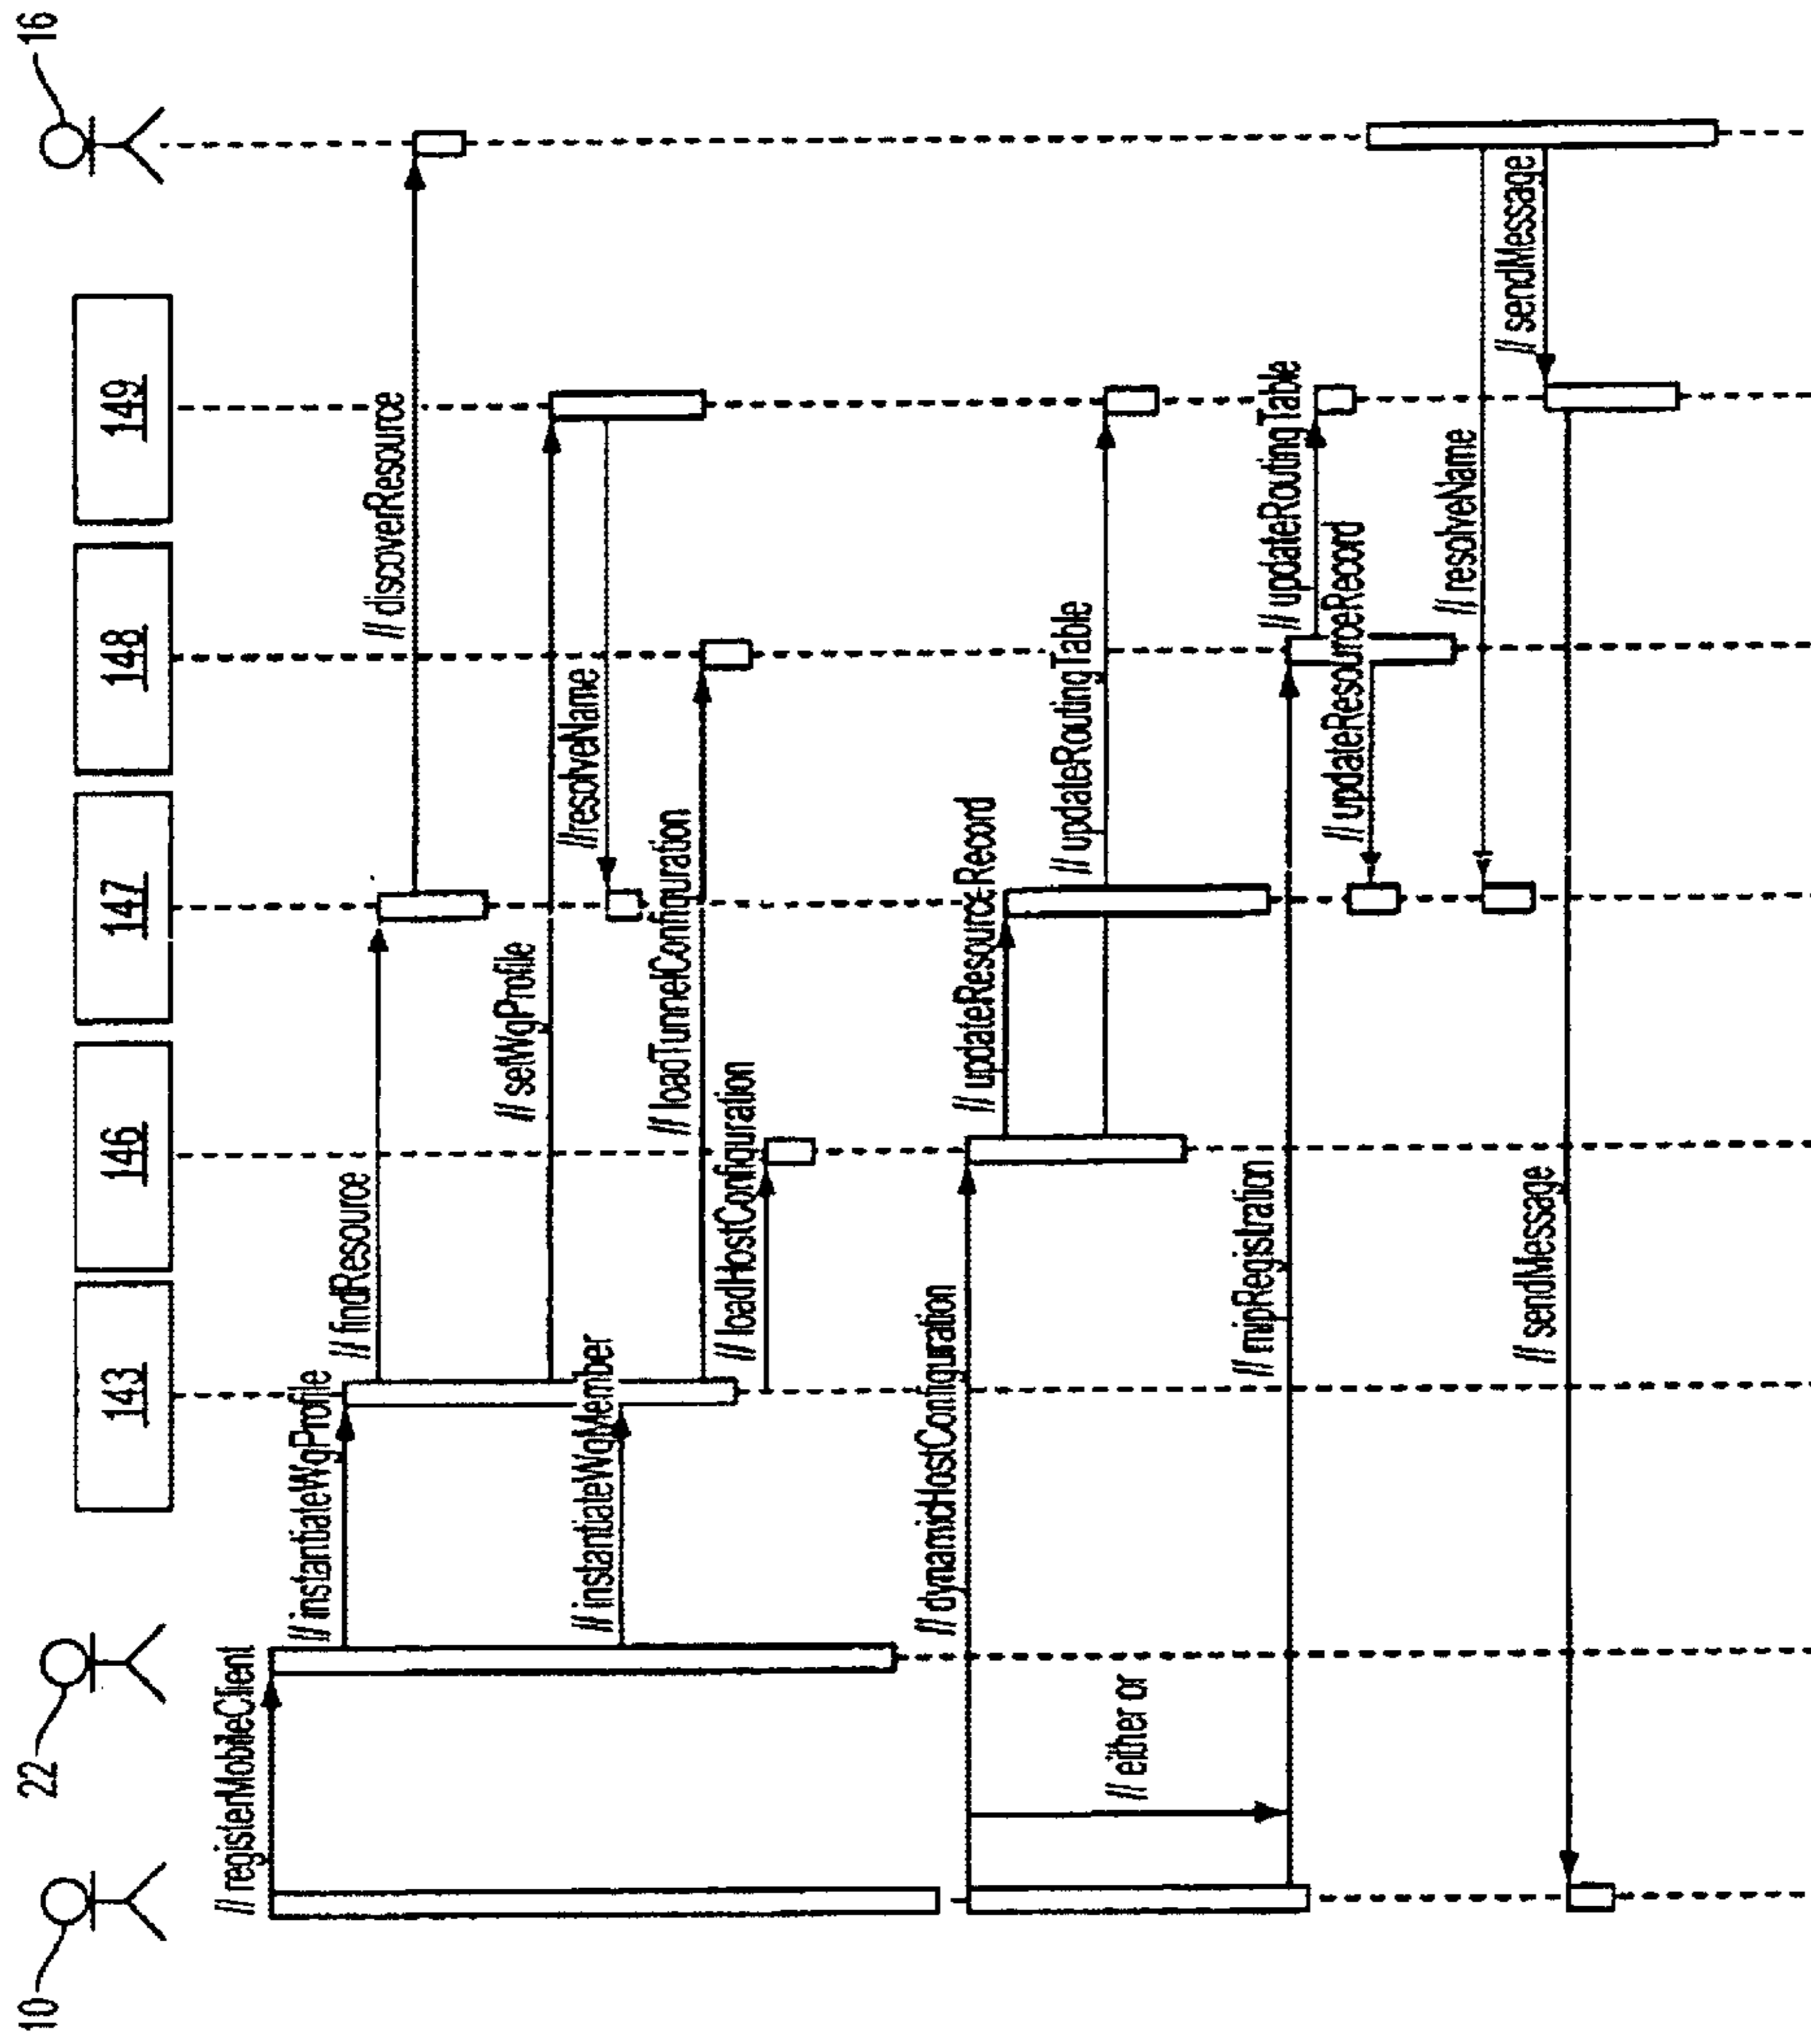 10
22
143
146
147
148
149
16
// registerMobileClient
// instantiateWgProfile
// findResource
// discoverResource
// setWgProfile
//resolveName
// instantiateWgMember
// loadTunnelConfiguration
// loadHostConfiguration
// dynamicHostConfiguration
// updateResourceRecord
// updateRoutingTable
// either or
// mipRegistration
// updateRoutingTable
// updateResourceRecord
// resolveName
// sendMessage
// sendMessage